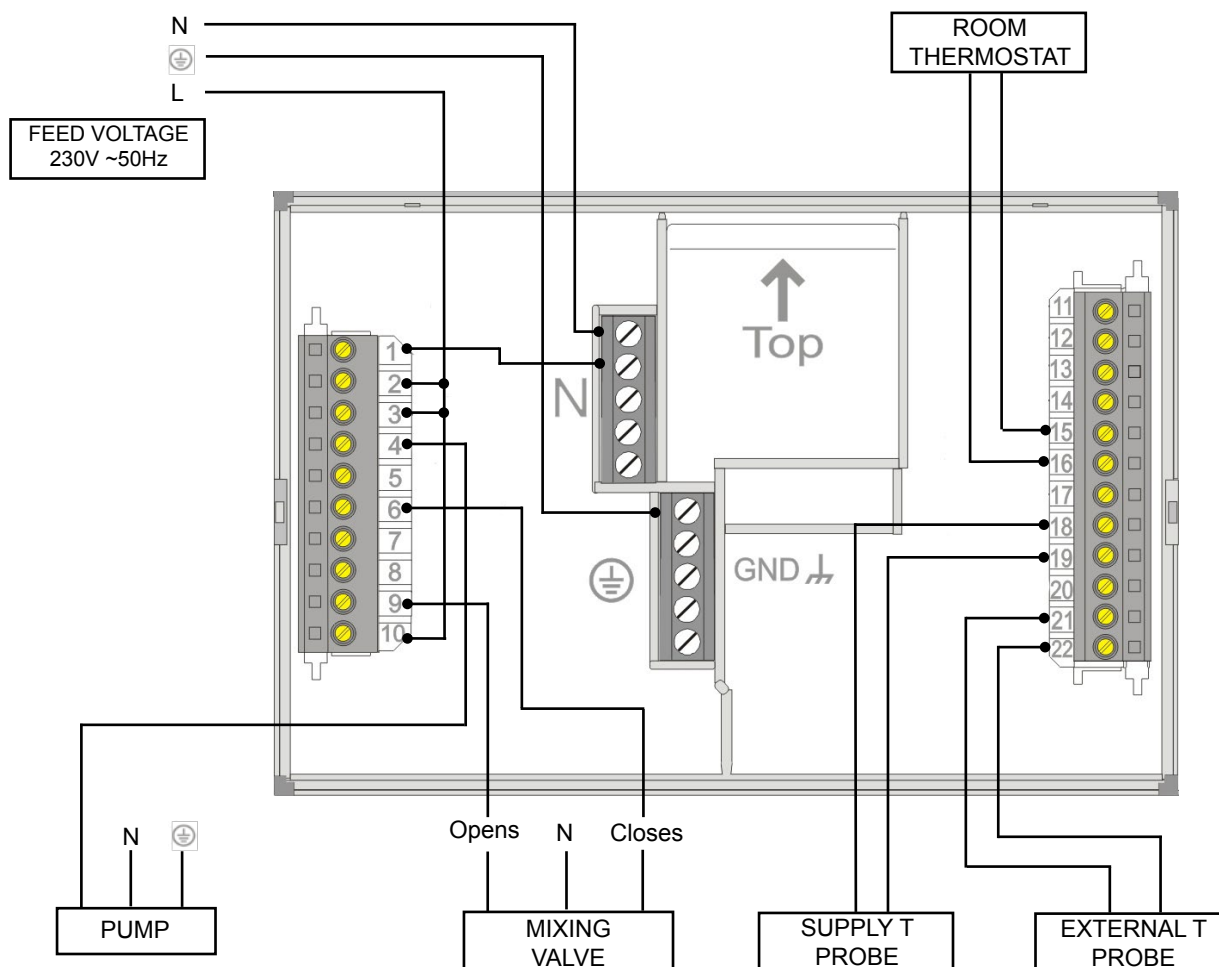 N
L
FEED VOLTAGE
230V ~50Hz
ROOM
THERMOSTAT
Top
N
GND
1
2
3
4
5
6
7
8
9
10
11
12
13
14
15
16
17
18
19
20
21
22
Opens
N
Closes
N
PUMP
MIXING
VALVE
SUPPLY T
PROBE
EXTERNAL T
PROBE